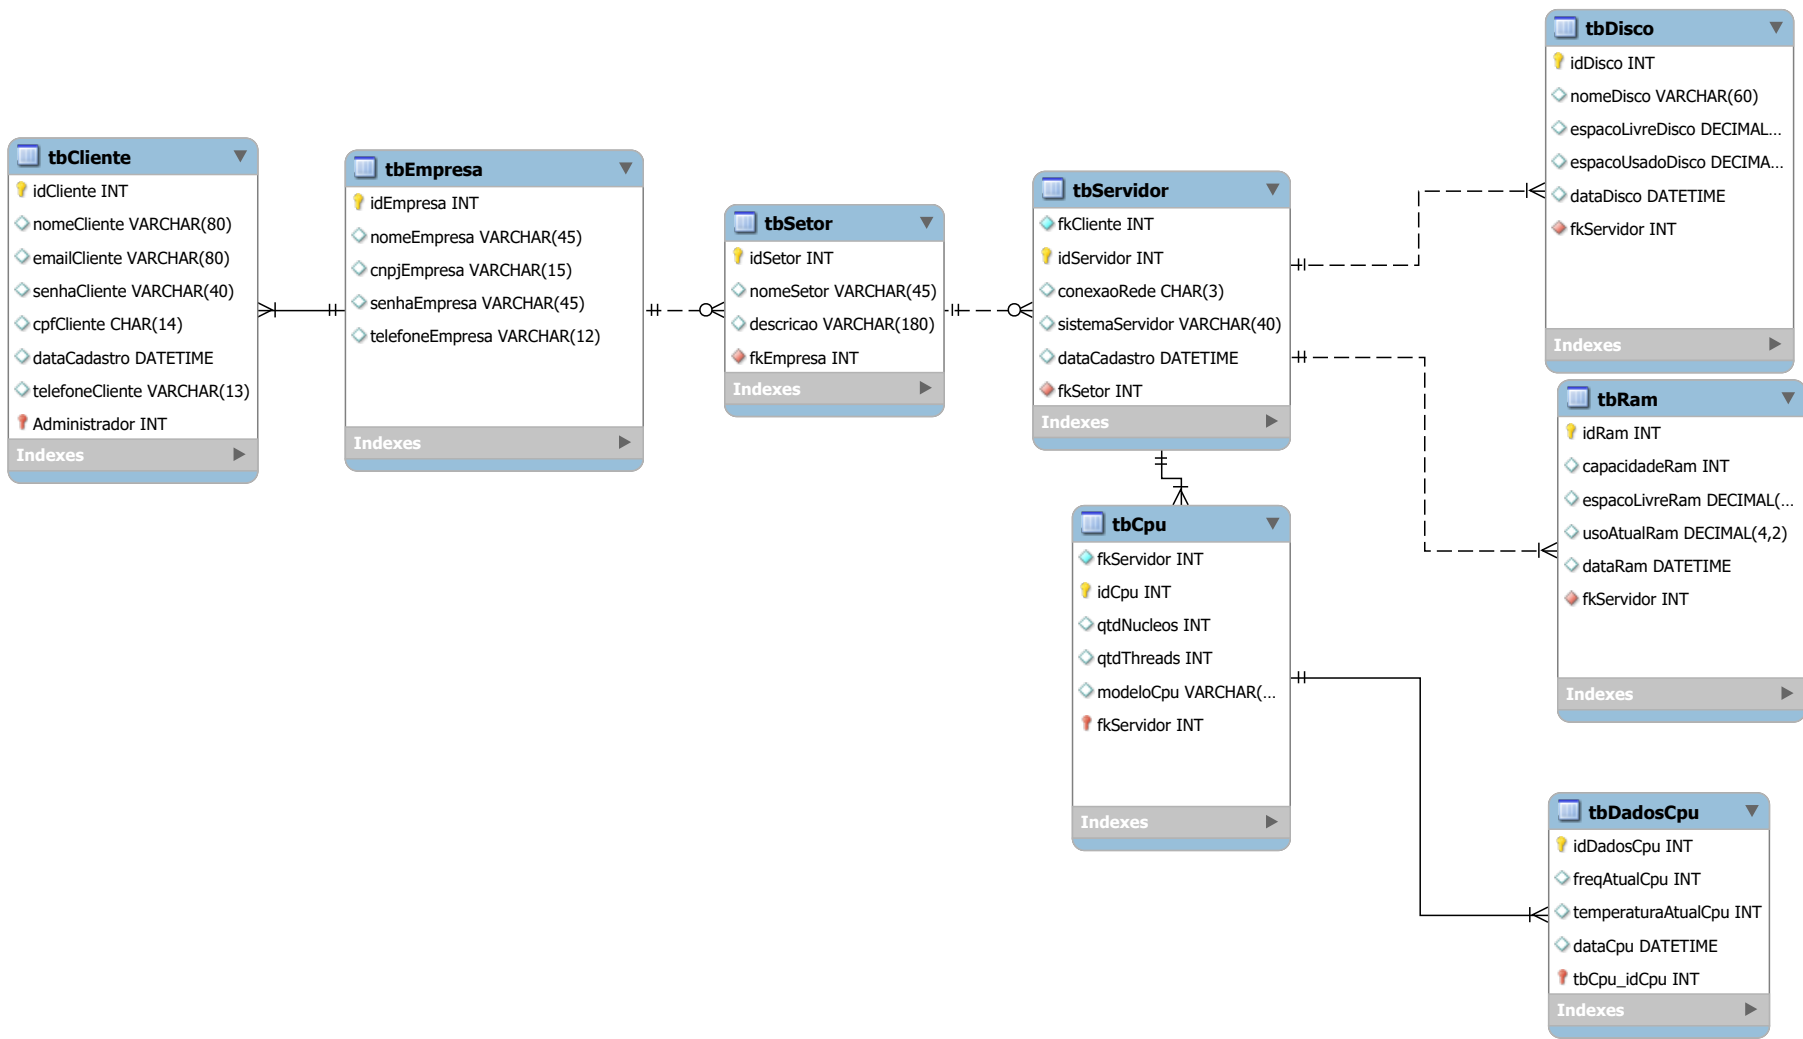 tbCliente
idCliente INT
nomeCliente VARCHAR(80)
emailCliente VARCHAR(80)
senhaCliente VARCHAR(40)
cpfCliente CHAR(14)
dataCadastro DATETIME
telefoneCliente VARCHAR(13)
Administrador INT
Indexes
tbEmpresa
idEmpresa INT
nomeEmpresa VARCHAR(45)
cnpjEmpresa VARCHAR(15)
senhaEmpresa VARCHAR(45)
telefoneEmpresa VARCHAR(12)
Indexes
tbSetor
idSetor INT
nomeSetor VARCHAR(45)
descricao VARCHAR(180)
fkEmpresa INT
Indexes
tbServidor
fkCliente INT
idServidor INT
conexaoRede CHAR(3)
sistemaServidor VARCHAR(40)
dataCadastro DATETIME
fkSetor INT
Indexes
tbCpu
fkServidor INT
idCpu INT
qtdNucleos INT
qtdThreads INT
modeloCpu VARCHAR(...
fkServidor INT
Indexes
tbDisco
idDisco INT
nomeDisco VARCHAR(60)
espacoLivreDisco DECIMAL...
espacoUsadoDisco DECIMA...
dataDisco DATETIME
fkServidor INT
Indexes
tbRam
idRam INT
capacidadeRam INT
espacoLivreRam DECIMAL(...
usoAtualRam DECIMAL(4,2)
dataRam DATETIME
fkServidor INT
Indexes
tbDadosCpu
idDadosCpu INT
freqAtualCpu INT
temperaturaAtualCpu INT
dataCpu DATETIME
tbCpu_idCpu INT
Indexes